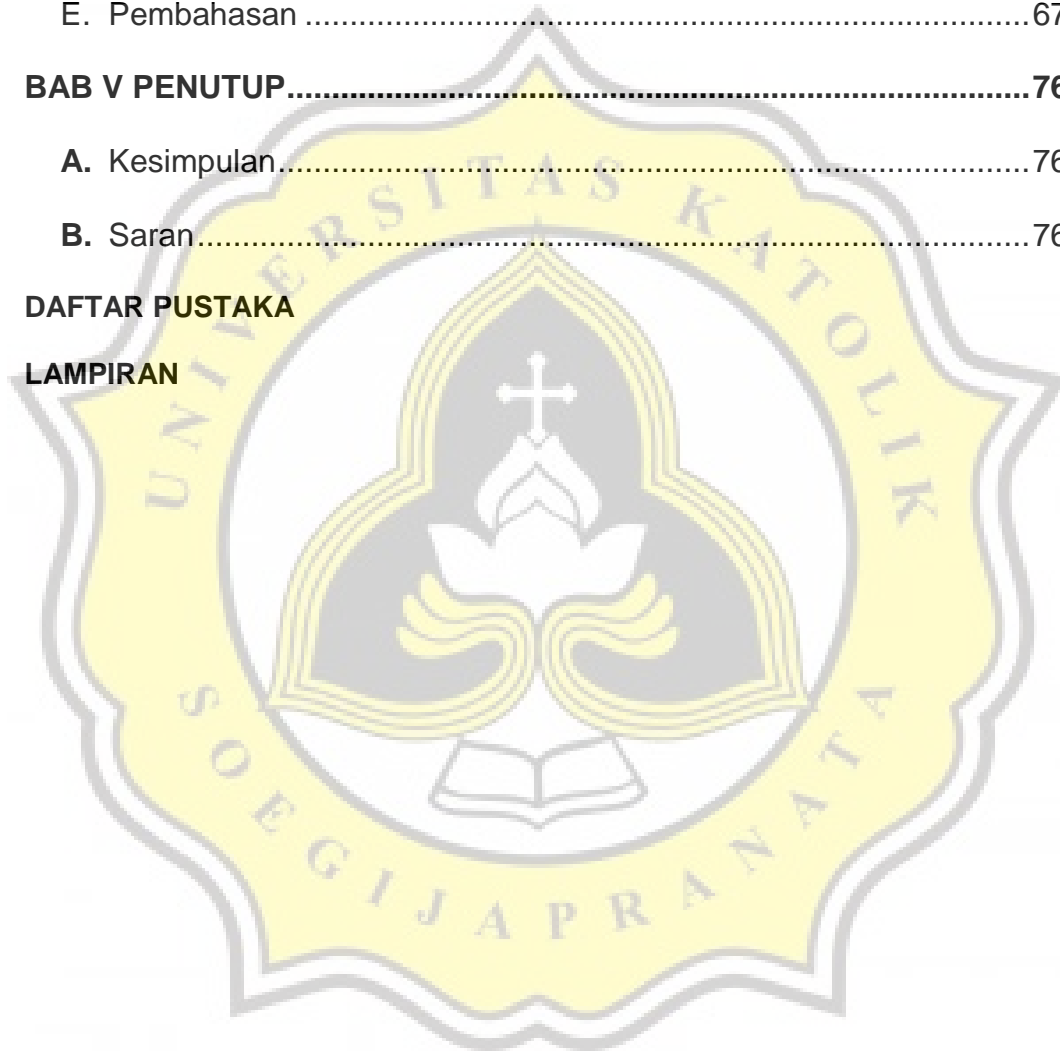 E. Pembahasan ................................................................................ 67
BAB V PENUTUP................................................................................ 76
A. Kesimpulan................................................................................ 76
B. Saran................................................................................ 76
DAFTAR PUSTAKA
LAMPIRAN
UNIVERSITAS KATOLIK
SOEGIJAPRANATA